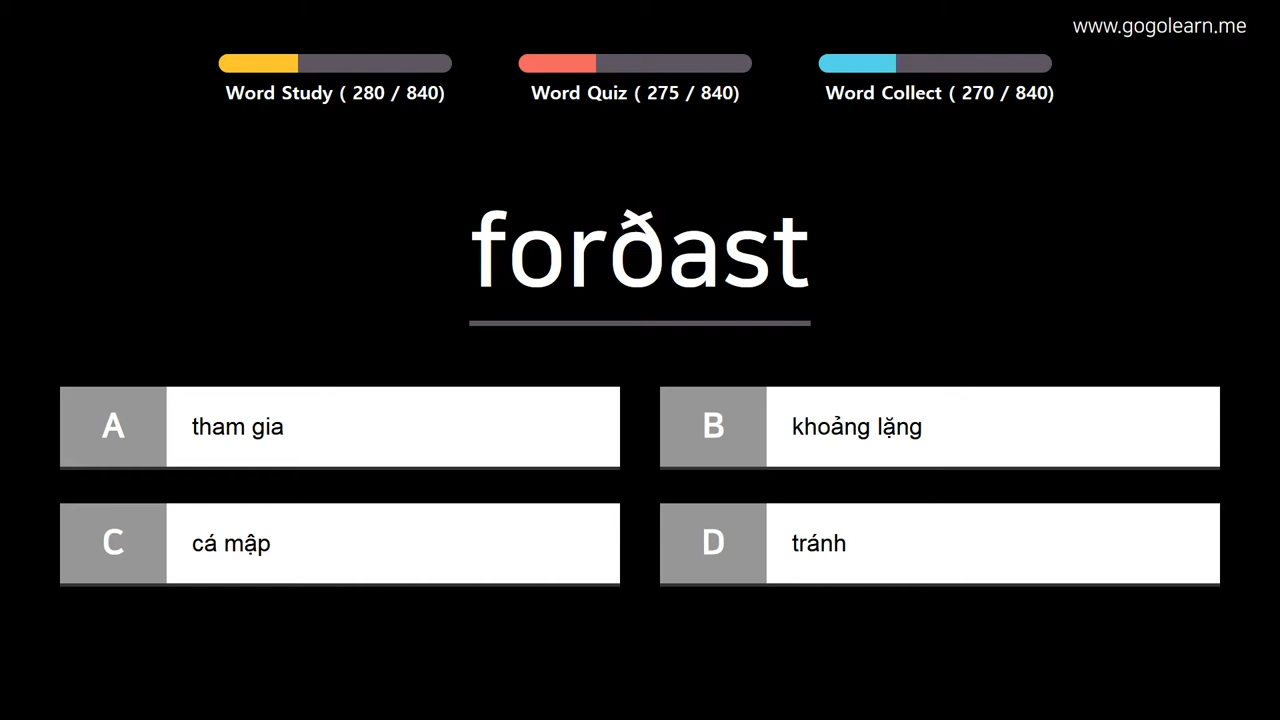 www.gogolearn.me
Word Study ( 280 / 840)
Word Quiz ( 275 / 840)
Word Collect ( 270 / 840)
forðast
A tham gia
B khoảng lặng
C cá mập
D tránh